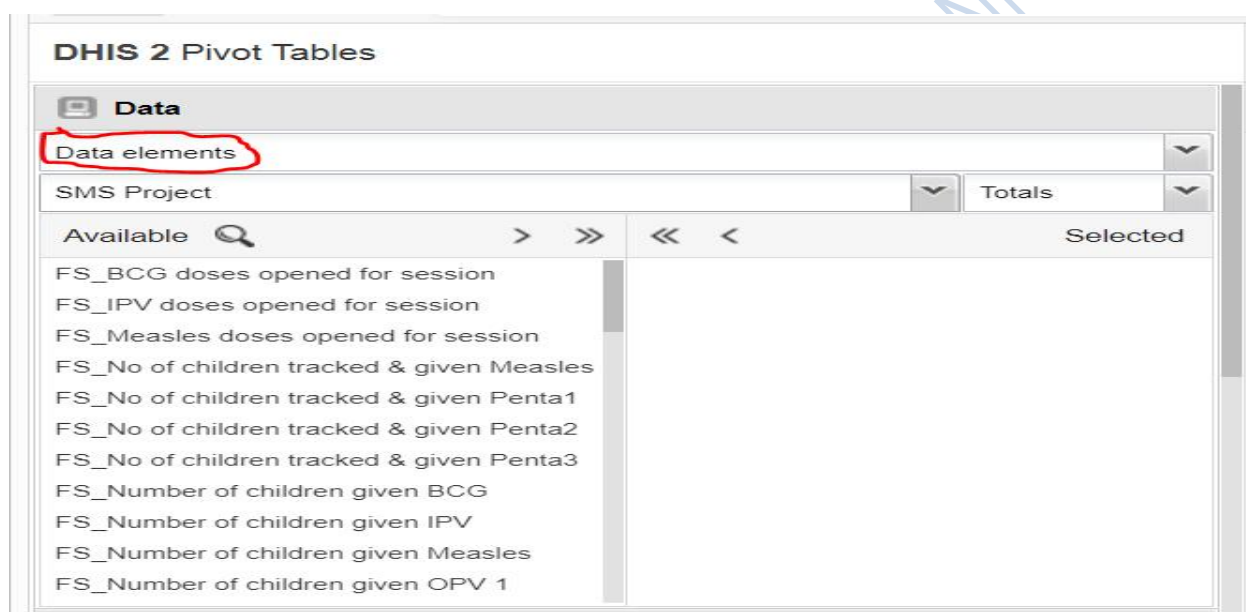 DHIS 2 Pivot Tables
Data
Data elements
SMS Project Totals
Available Selected
FS_BCG doses opened for session
FS_IPV doses opened for session
FS_Measles doses opened for session
FS_No of children tracked & given Measles
FS_No of children tracked & given Penta1
FS_No of children tracked & given Penta2
FS_No of children tracked & given Penta3
FS_Number of children given BCG
FS_Number of children given IPV
FS_Number of children given Measles
FS_Number of children given OPV 1